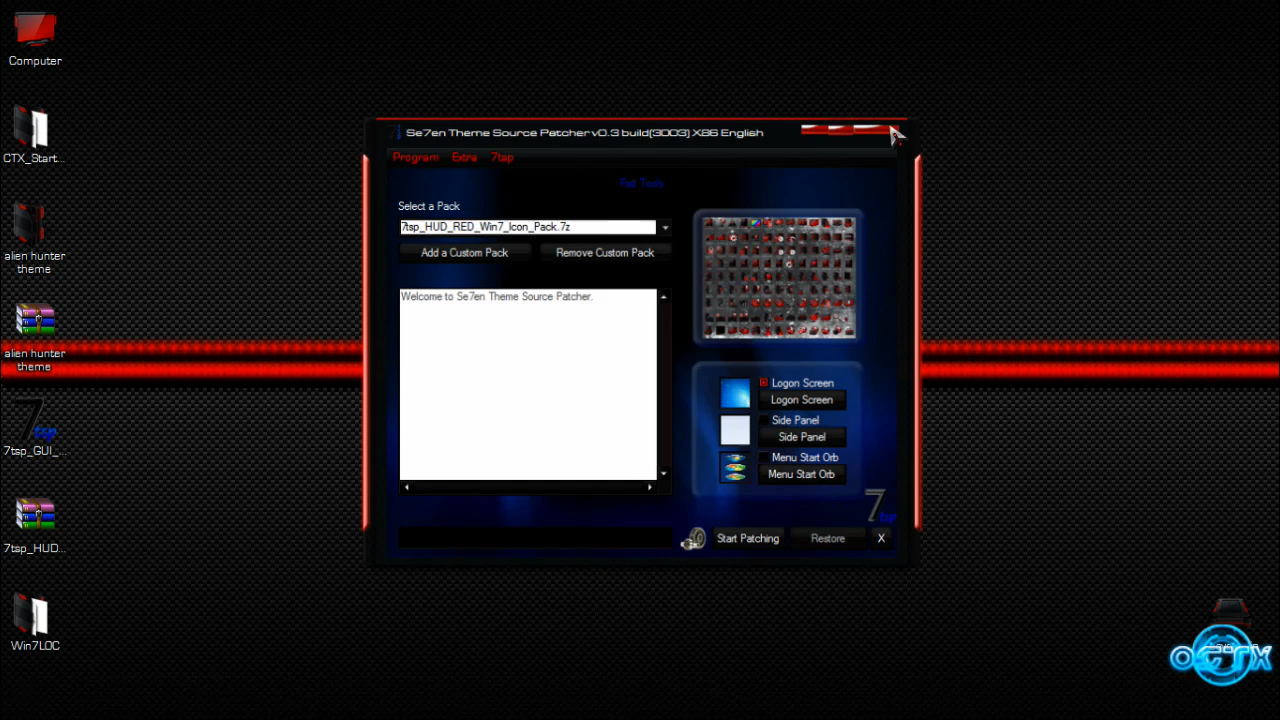 Computer
CTX_Start...
alien hunter
theme
alien hunter
theme
7tsp_GUI_...
7tsp_HUD...
Win7LOC
Se7en Theme Source Patcher v0.3 build(3003) X86 English
Program Extra 7tsp
Fast Tools
Select a Pack
7tsp_HUD_RED_Win7_Icon_Pack.7z
Add a Custom Pack
Remove Custom Pack
Welcome to Se7en Theme Source Patcher.
Logon Screen
Logon Screen
Side Panel
Side Panel
Menu Start Orb
Menu Start Orb
7tsp
Start Patching
Restore
X